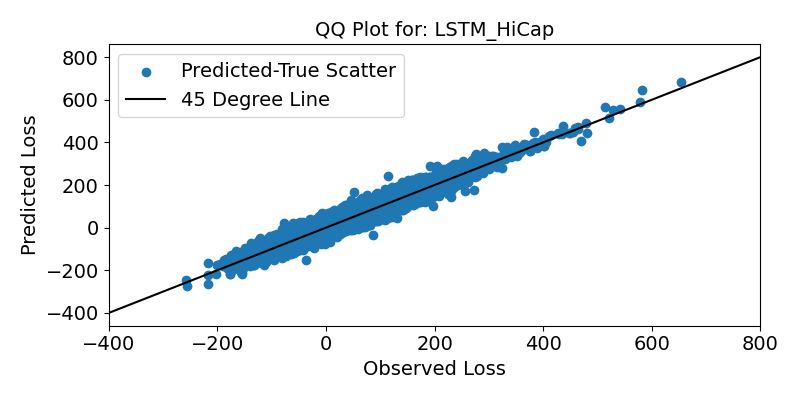 QQ Plot for: LSTM_HiCap
Predicted-True Scatter
45 Degree Line
Predicted Loss
800
600
400
200
0
−200
−400
−400
−200
0
200
400
600
800
Observed Loss